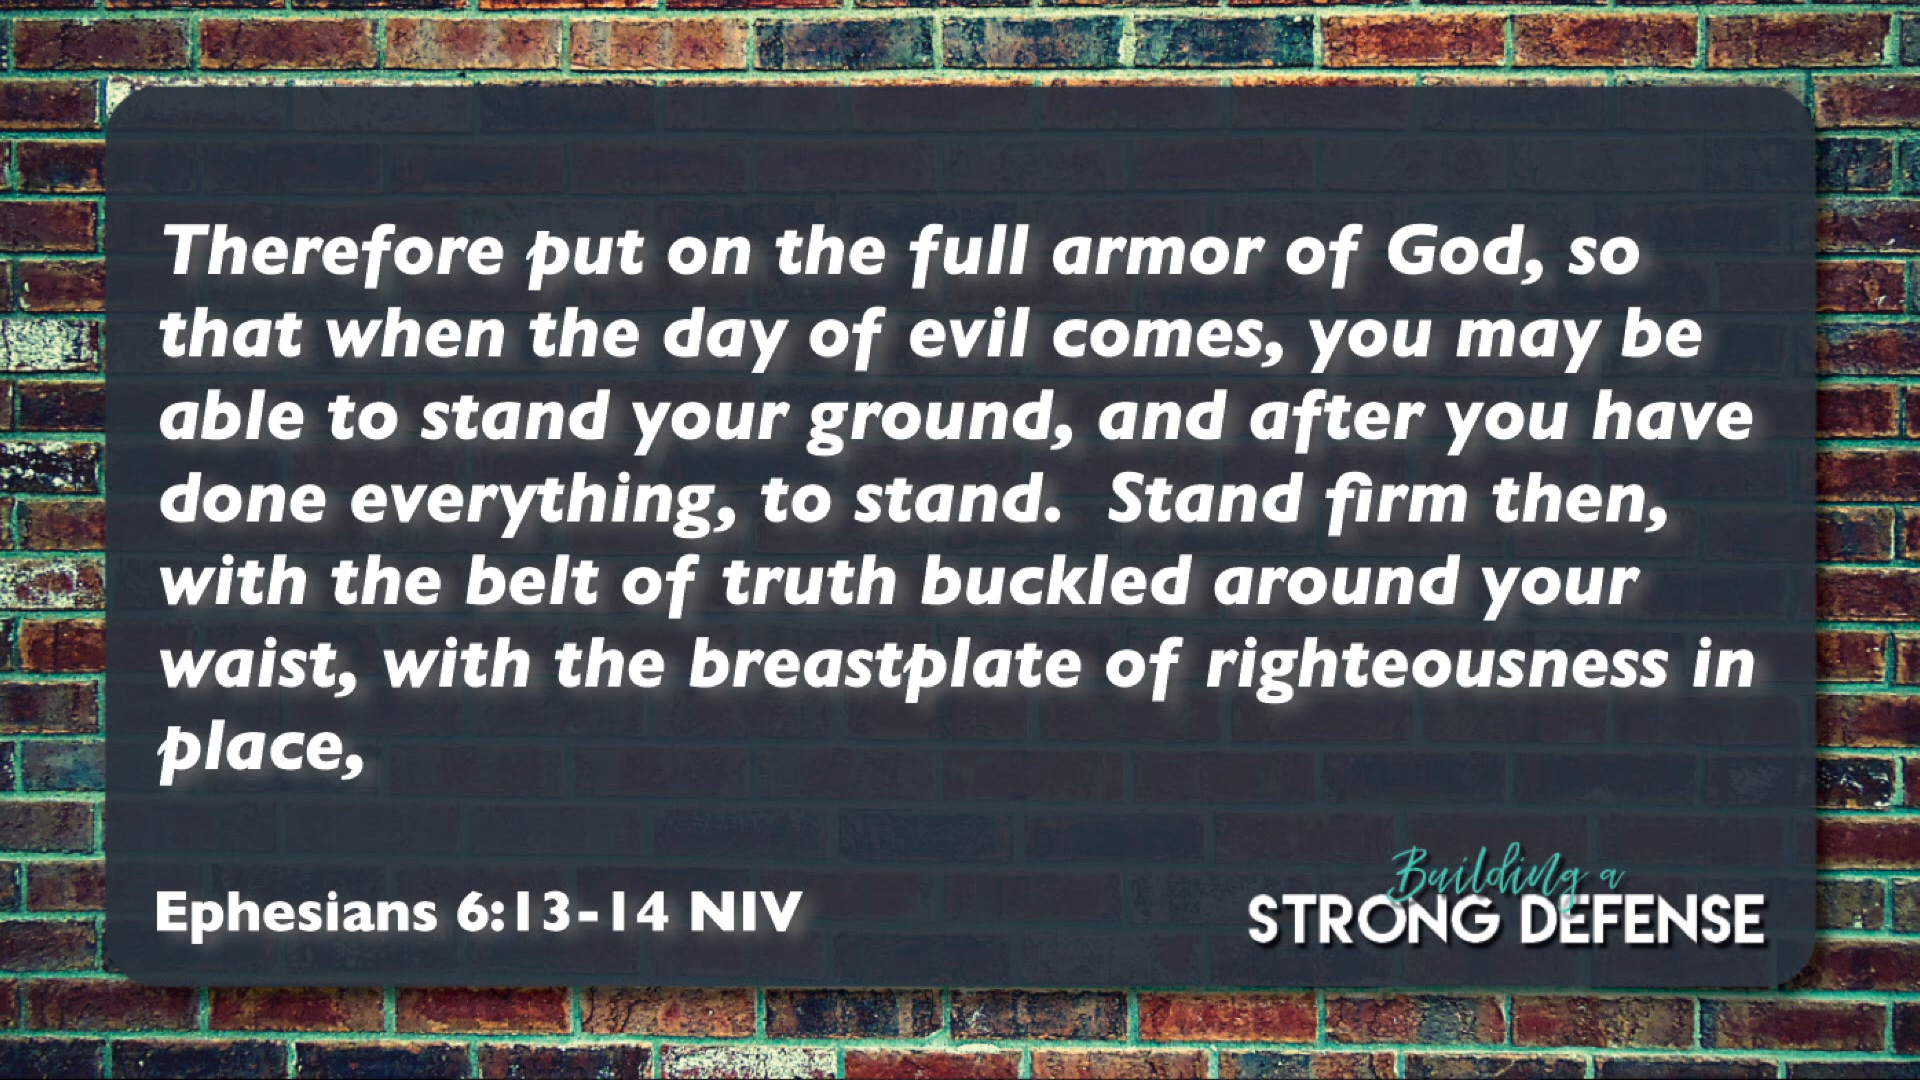 Therefore put on the full armor of God, so
that when the day of evil comes, you may be
able to stand your ground, and after you have
done everything, to stand.  Stand firm then,
with the belt of truth buckled around your
waist, with the breastplate of righteousness in
place,
Ephesians 6:13-14 NIV
Building a
STRONG DEFENSE